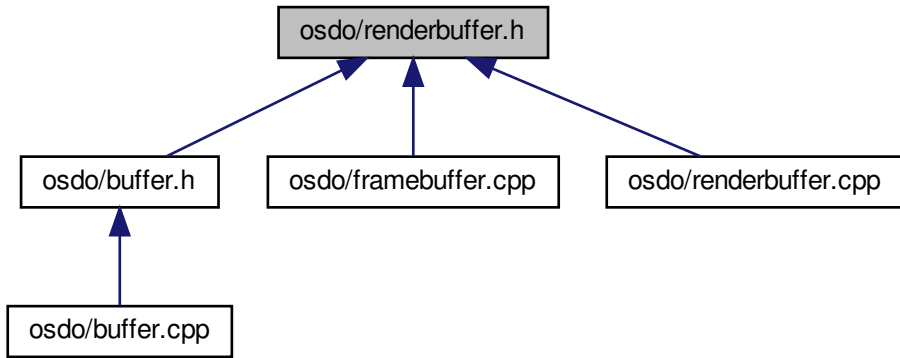 osdo/renderbuffer.h
osdo/buffer.h
osdo/framebuffer.cpp
osdo/renderbuffer.cpp
osdo/buffer.cpp